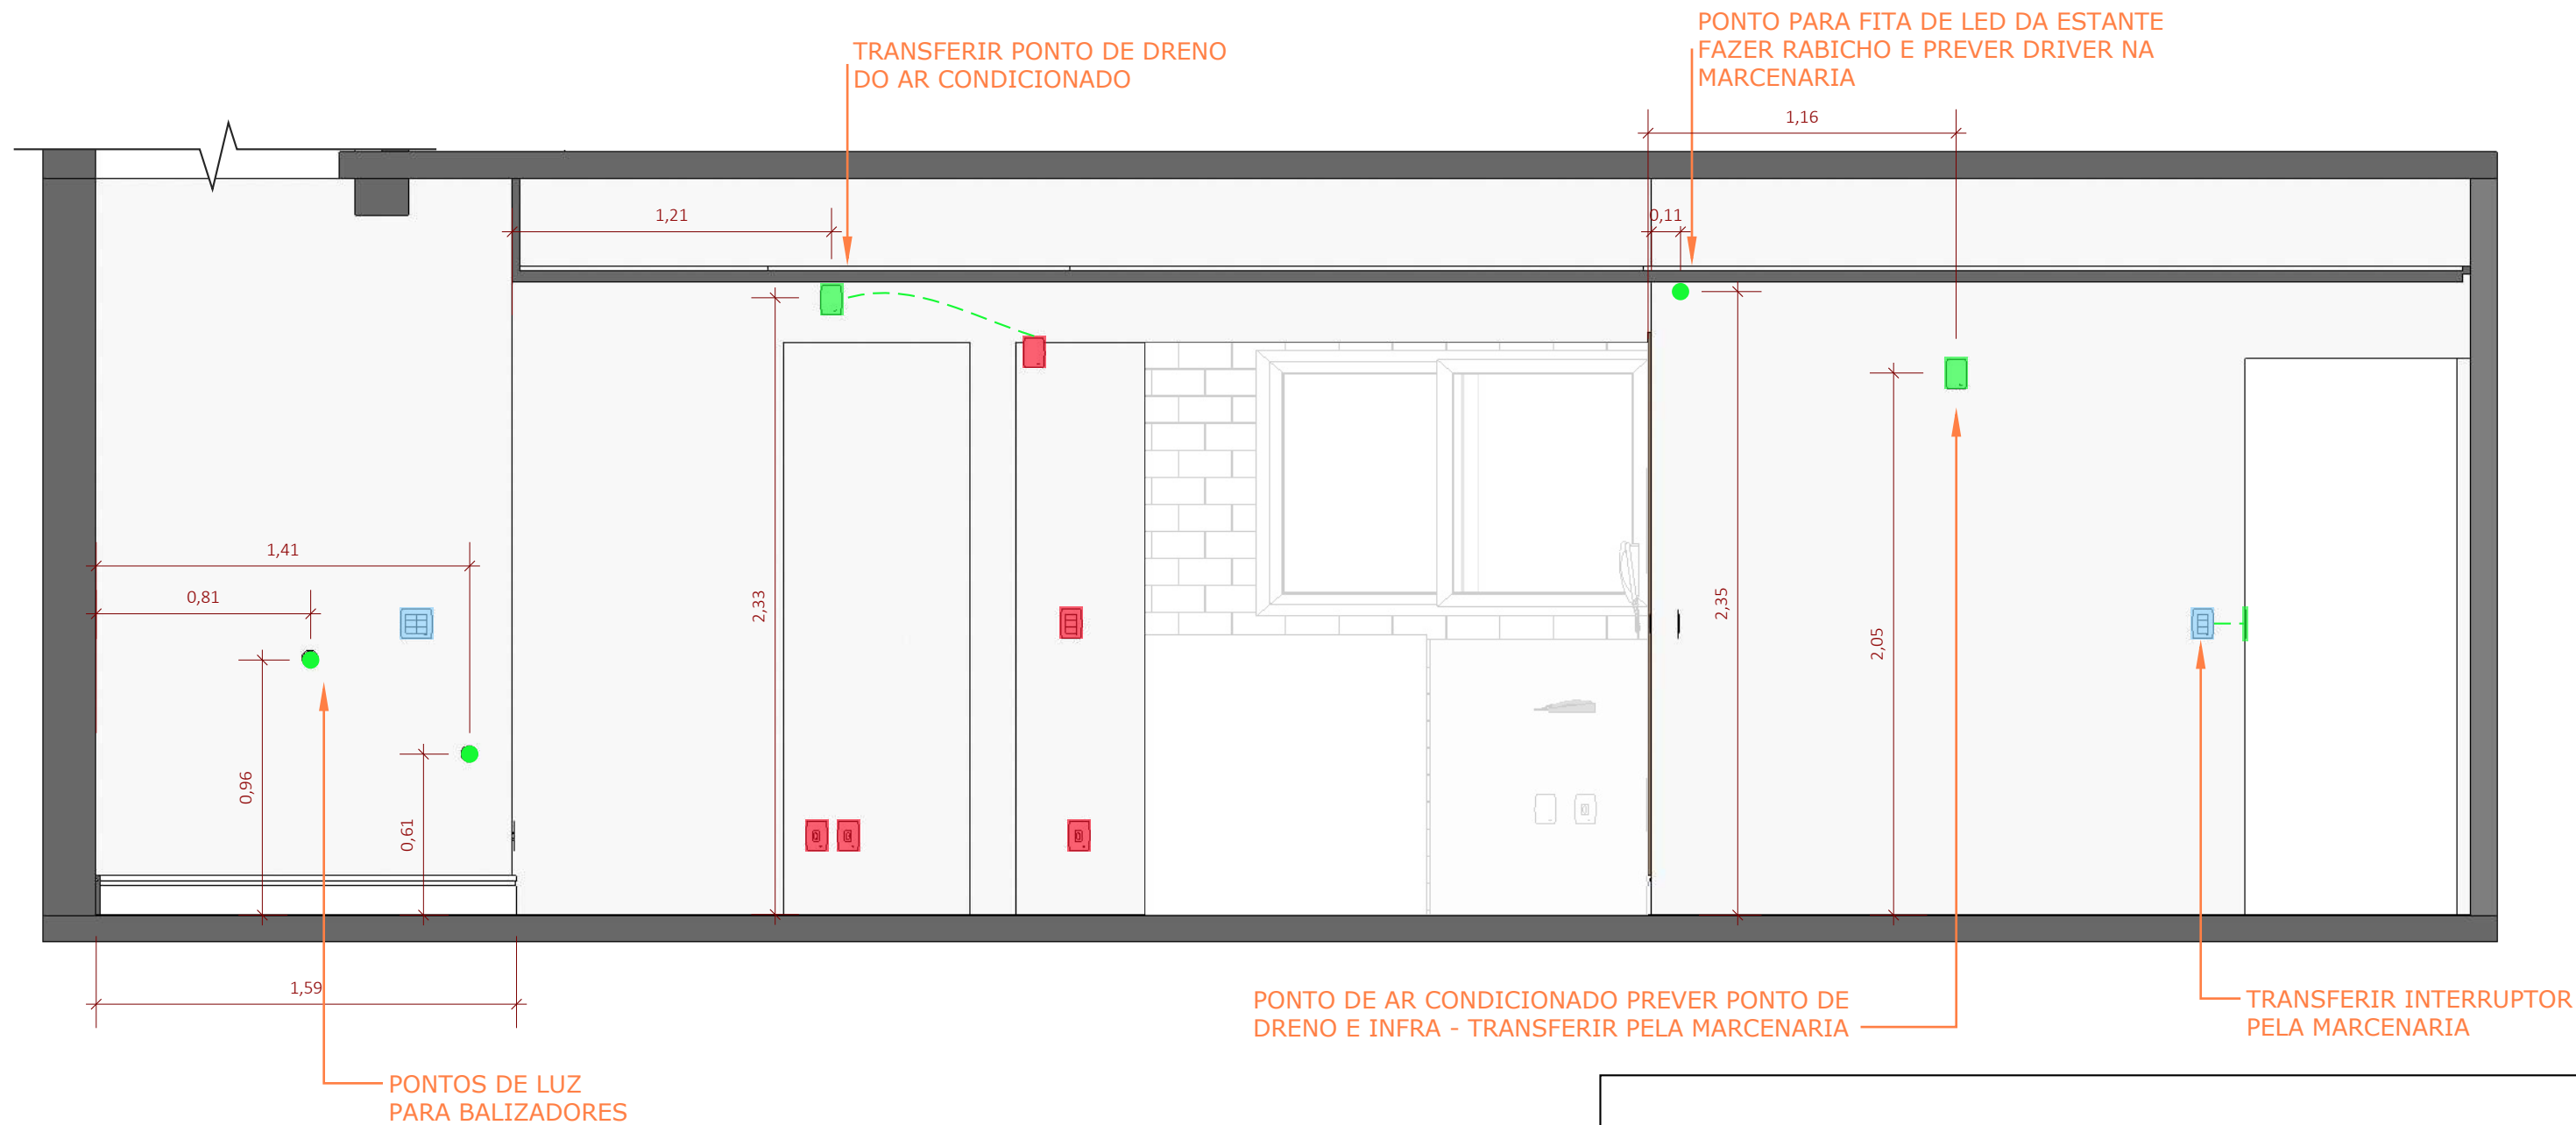 PONTO PARA FITA DE LED DA ESTANTE
FAZER RABICHO E PREVER DRIVER NA
MARCENARIA
TRANSFERIR PONTO DE DRENO
DO AR CONDICIONADO
1,16
1,21
0,11
1,41
0,81
2,33
2,35
2,05
0,96
0,61
1,59
PONTO DE AR CONDICIONADO PREVER PONTO DE
DRENO E INFRA - TRANSFERIR PELA MARCENARIA
TRANSFERIR INTERRUPTOR
PELA MARCENARIA
PONTOS DE LUZ
PARA BALIZADORES